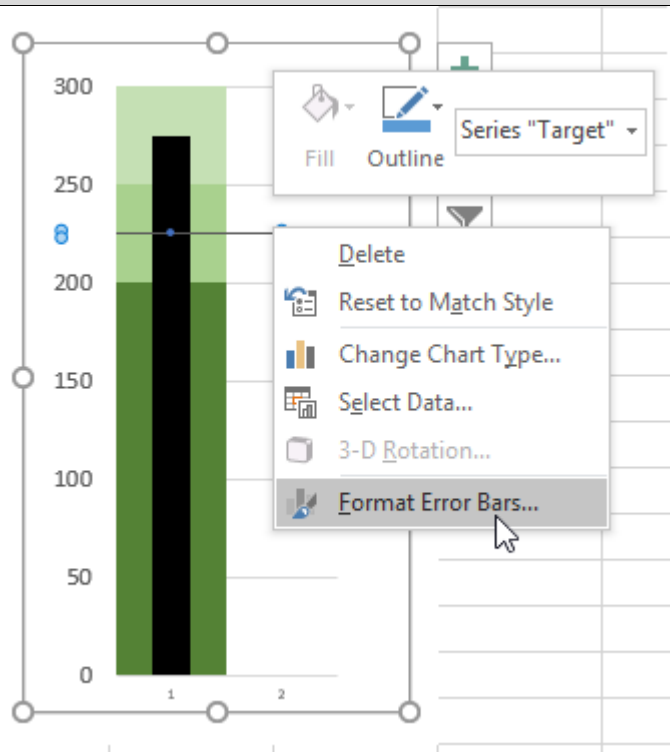 300
250
200
150
100
50
0
1 2
Fill Outline Series "Target"
Delete
Reset to Match Style
Change Chart Type...
Select Data...
3-D Rotation...
Format Error Bars...